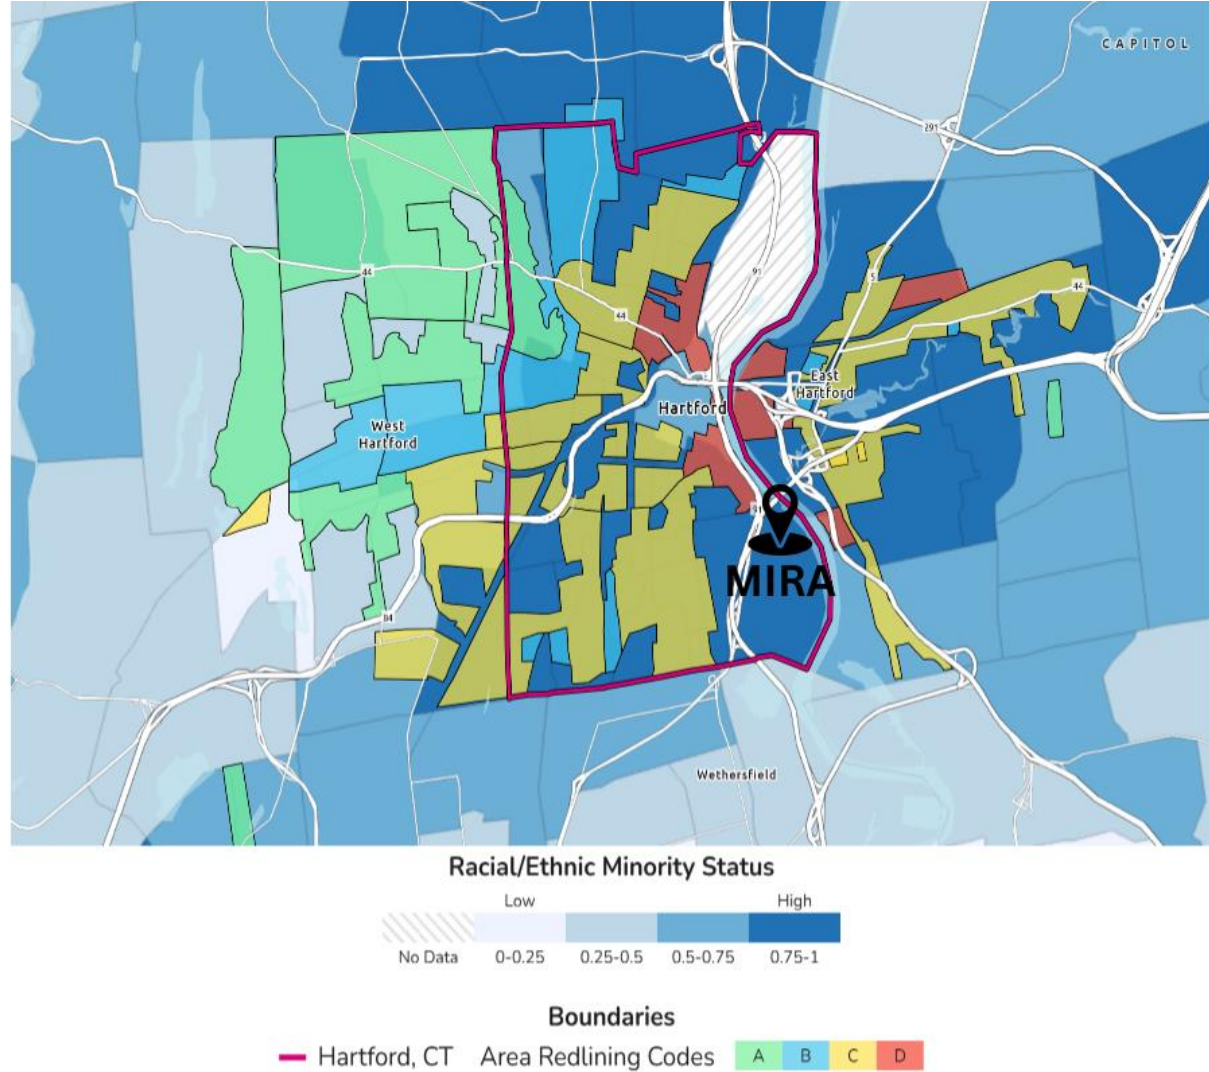 CAPITOL
291
44
91
5
44
44
East
Hartford
Hartford
West
Hartford
91
MIRA
84
Wethersfield
Racial/Ethnic Minority Status
Low High
No Data 0-0.25 0.25-0.5 0.5-0.75 0.75-1
Boundaries
Hartford, CT Area Redlining Codes A B C D